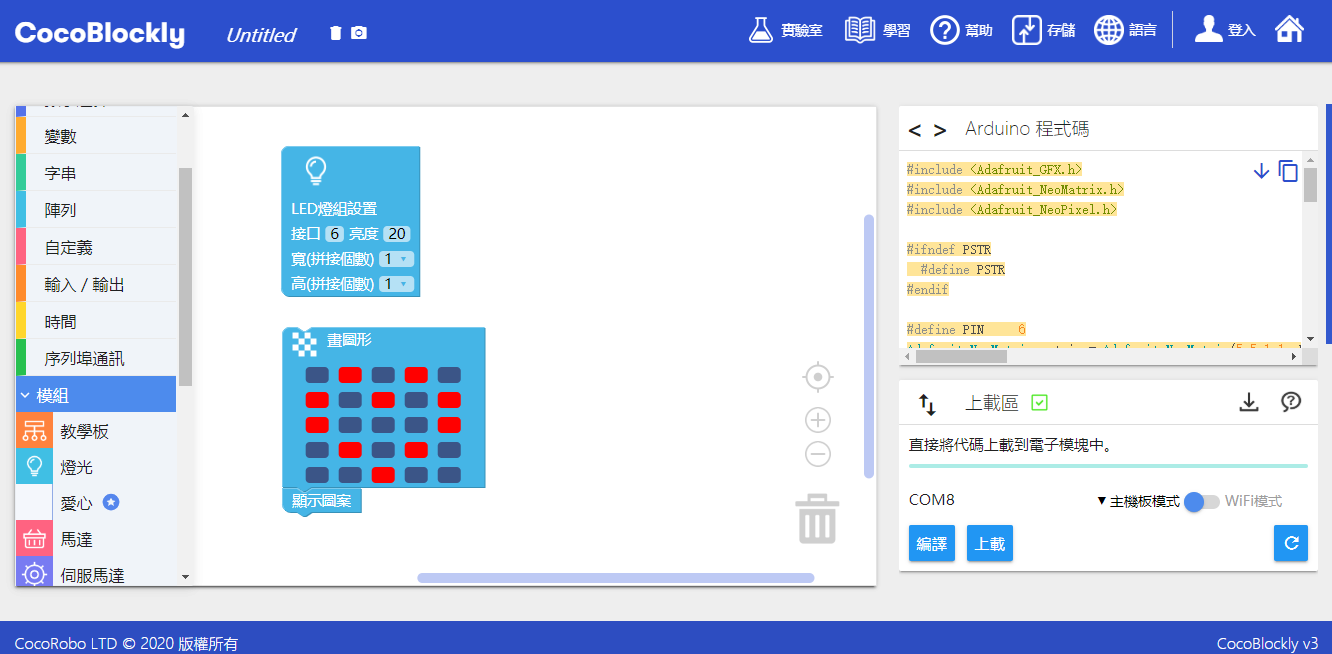 CocoBlockly
Untitled
實驗室
學習
幫助
存儲
語言
登入
變數
字串
陣列
自定義
輸入 / 輸出
時間
序列埠通訊
模組
教學板
燈光
愛心
馬達
伺服馬達
LED燈組設置
接口 6 亮度 20
寬(拼接個數) 1
高(拼接個數) 1
畫圖形
顯示圖案
< > Arduino 程式碼
#include <Adafruit_GFX.h>
#include <Adafruit_NeoMatrix.h>
#include <Adafruit_NeoPixel.h>
#ifndef PSTR
#define PSTR
#endif
#define PIN 6
上載區
直接將代碼上載到電子模塊中。
COM8
主機板模式
WiFi模式
編譯
上載
CocoRobo LTD © 2020 版權所有
CocoBlockly v3